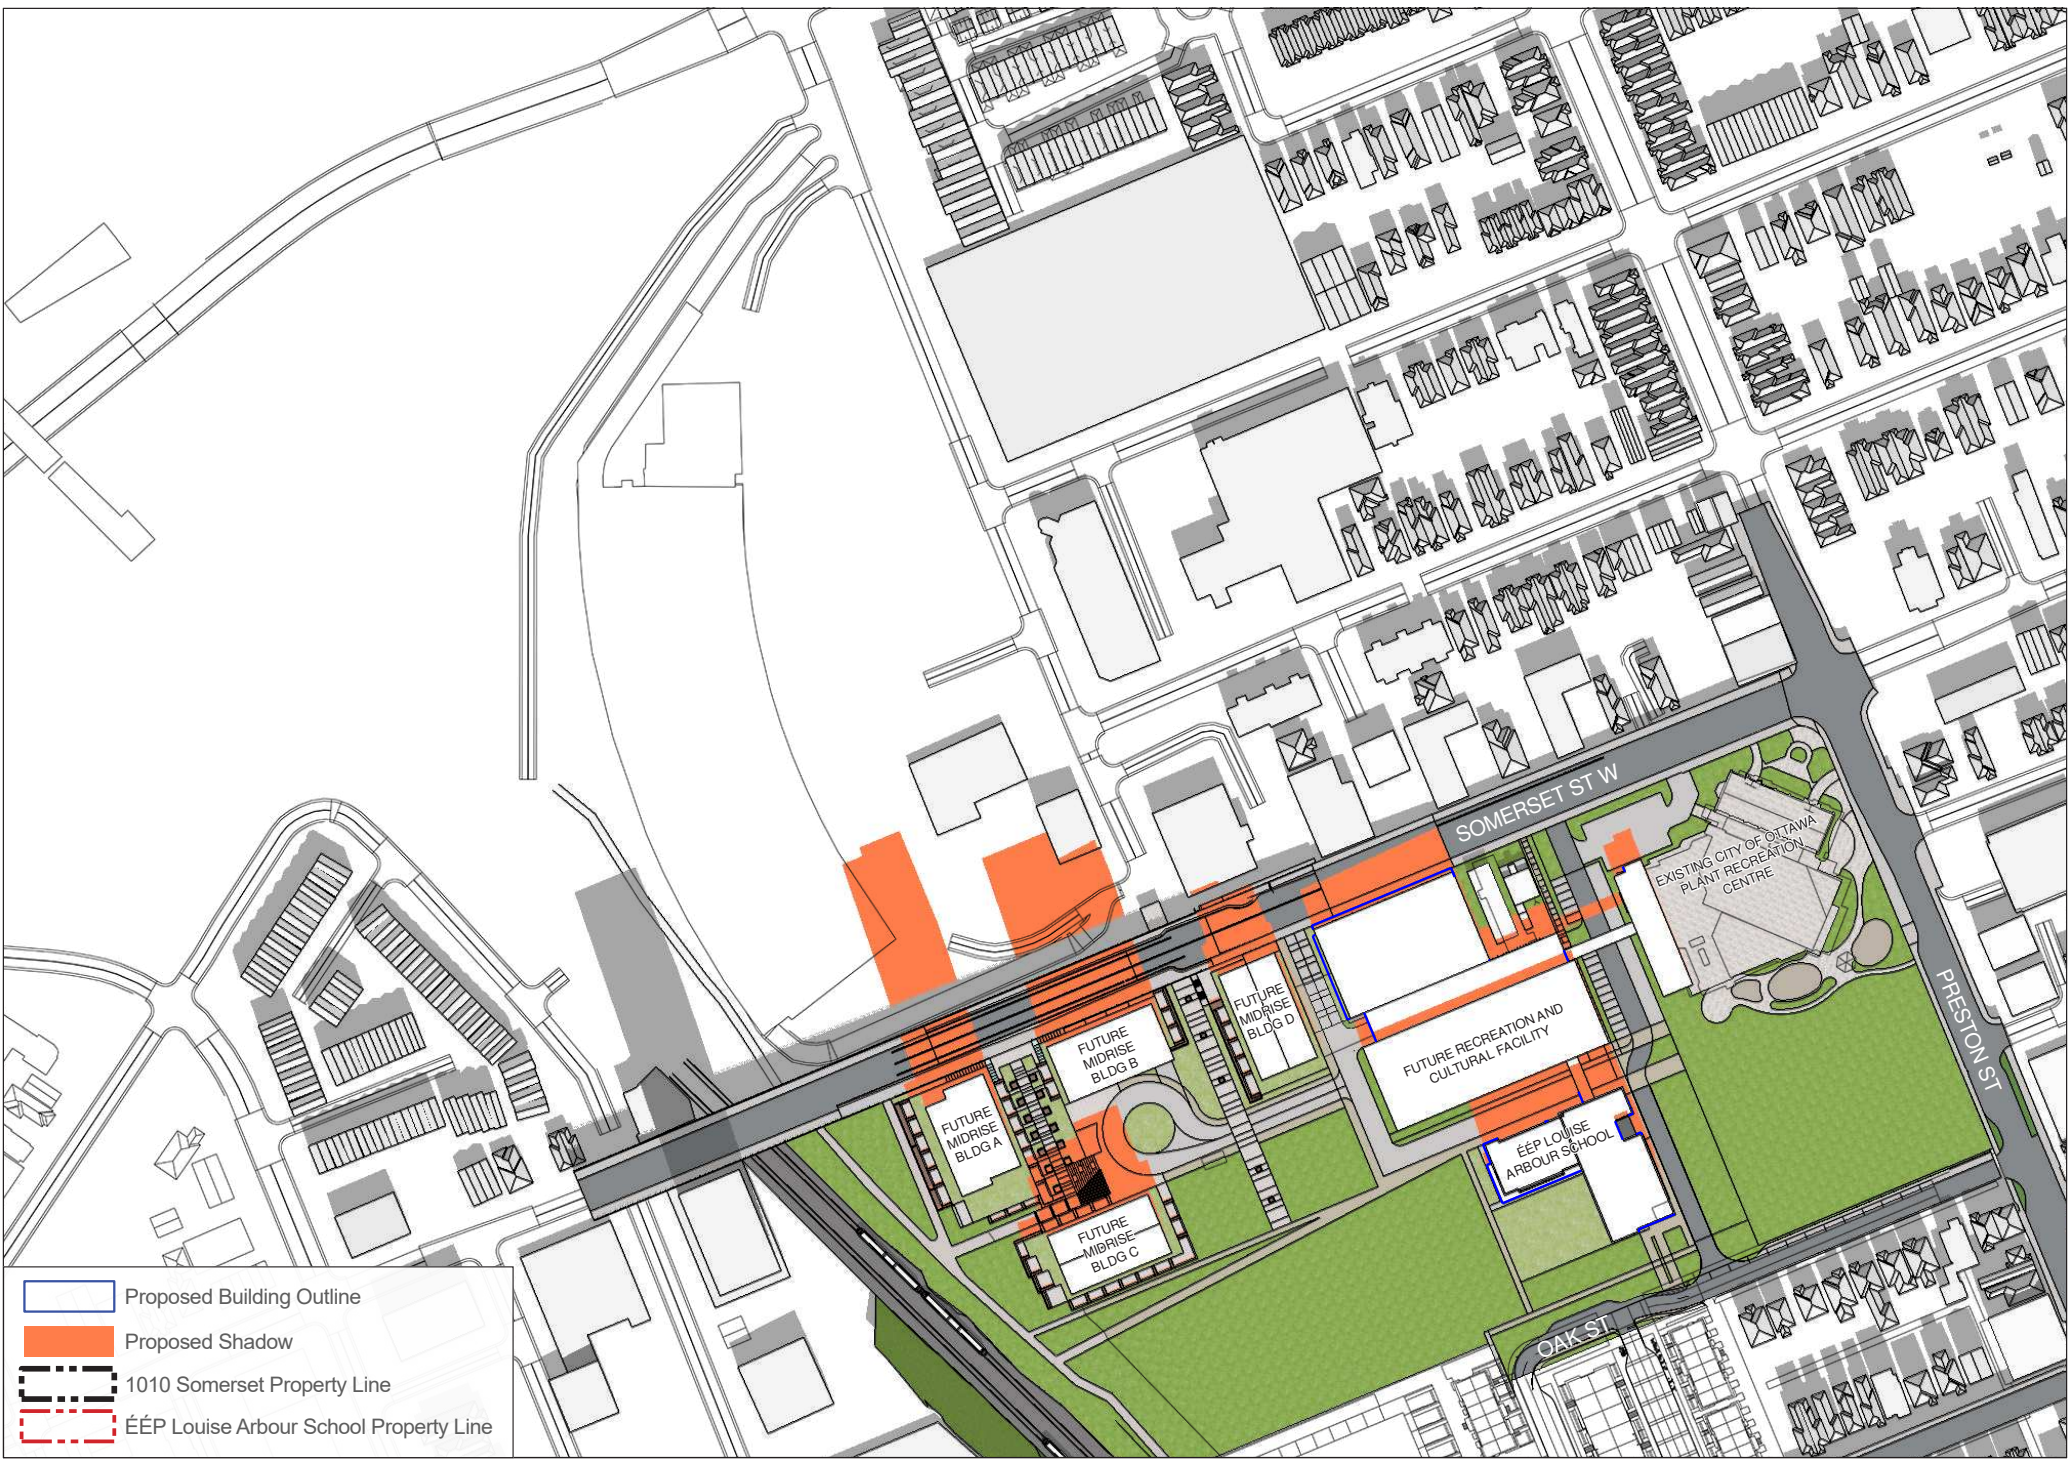 SOMERSET ST W
EXISTING CITY OF OTTAWA
PLANT RECREATION
CENTRE
PRESTON ST
FUTURE
MIDRISE
BLDG D
FUTURE
MIDRISE
BLDG B
FUTURE RECREATION AND
CULTURAL FACILITY
FUTURE
MIDRISE
BLDG A
ÉÉP LOUISE
ARBOUR SCHOOL
FUTURE
MIDRISE
BLDG C
OAK ST
Proposed Building Outline
Proposed Shadow
1010 Somerset Property Line
ÉÉP Louise Arbour School Property Line